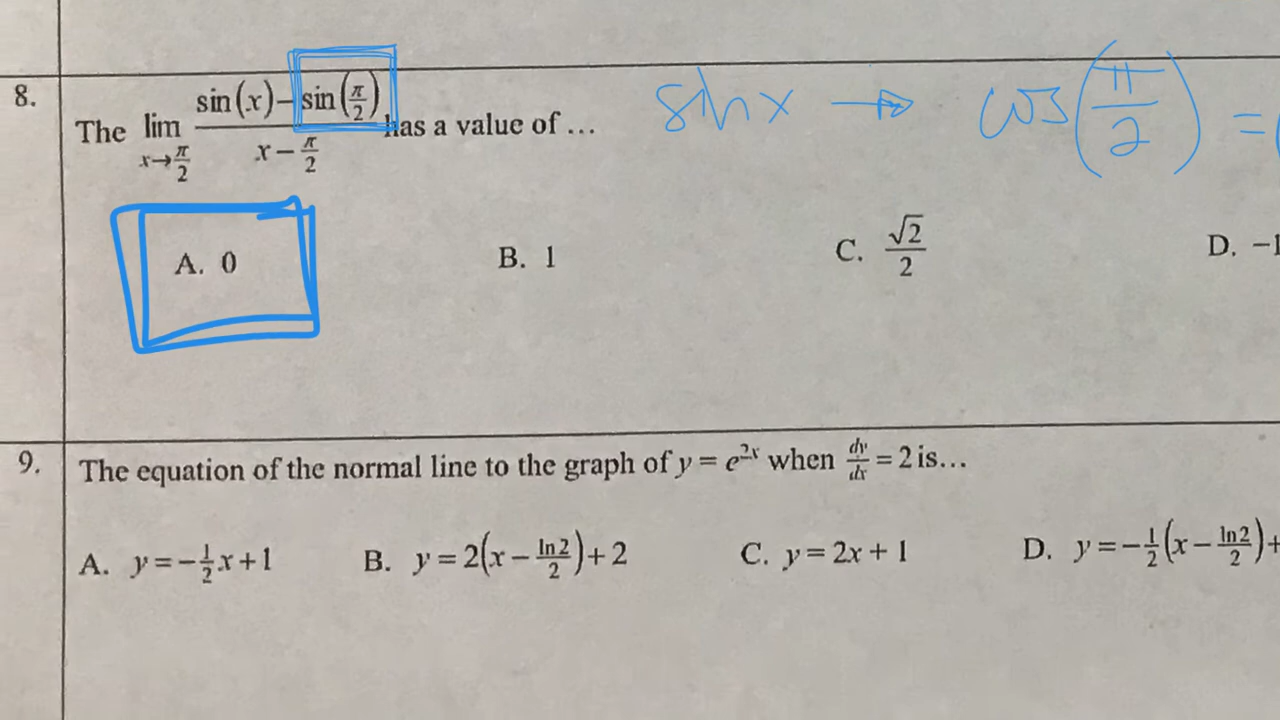 8. The lim x→π/2 (sin(x)−sin(π/2))/(x−π/2) has a value of ...
sin x → cos(π/2) =
A. 0 B. 1 C. √2/2 D. −1
9. The equation of the normal line to the graph of y = e^2x when dy/dx = 2 is...
A. y = −1/2x + 1 B. y = 2(x − ln2/2) + 2 C. y = 2x + 1 D. y = −1/2(x − ln2/2) +